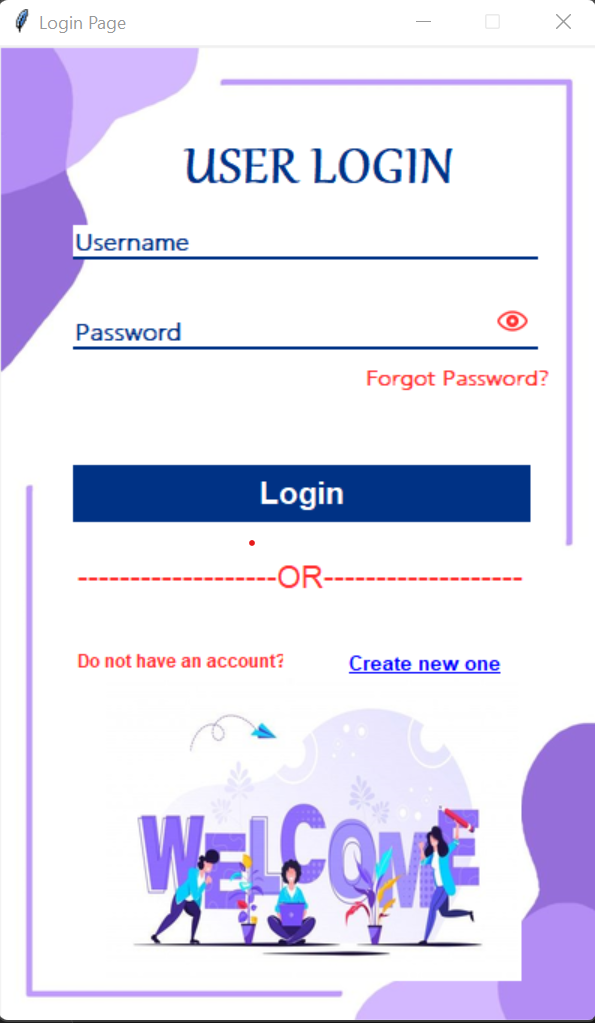 Login Page
USER LOGIN
Username
Password
Forgot Password?
Login
-------------------OR-------------------
Do not have an account? Create new one
WELCOME